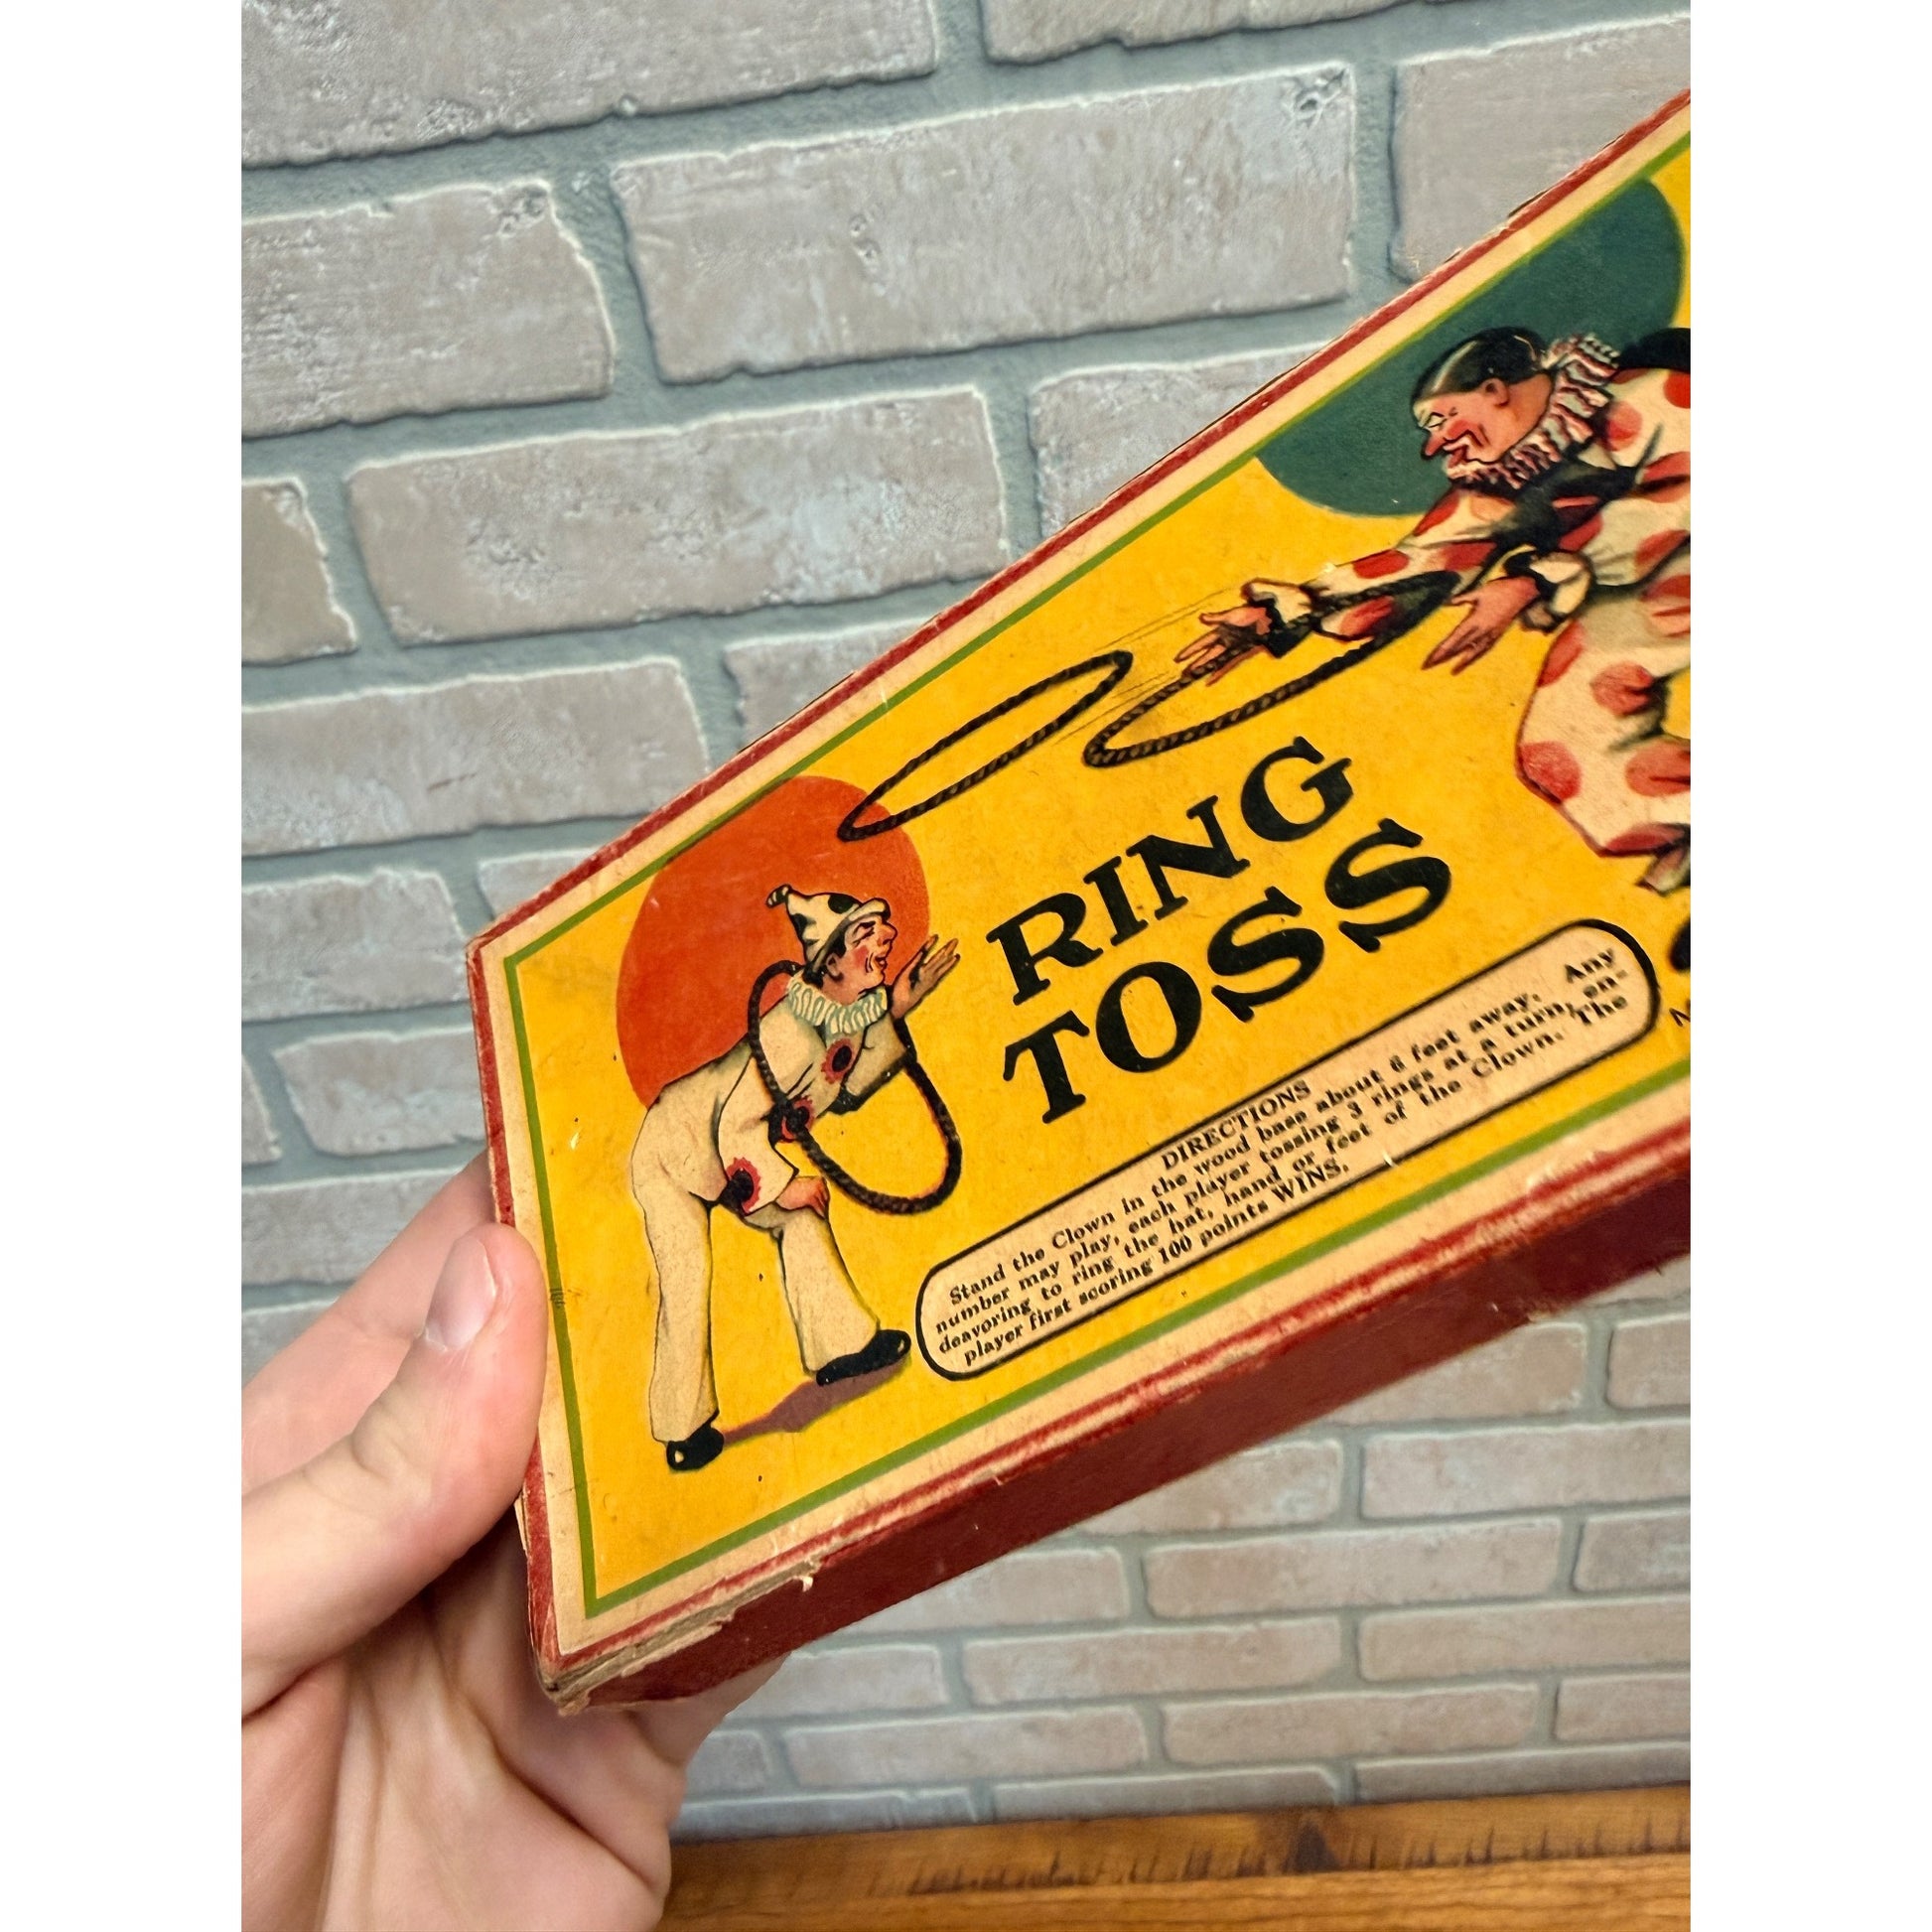 RING
TOSS
DIRECTIONS
Stand the Clown in the wood base about 6 feet away. Any
number may play, each player tossing 3 rings at a turn, en-
deavoring to ring the hat, hand or feet of the Clown. The
player first scoring 100 points WINS.